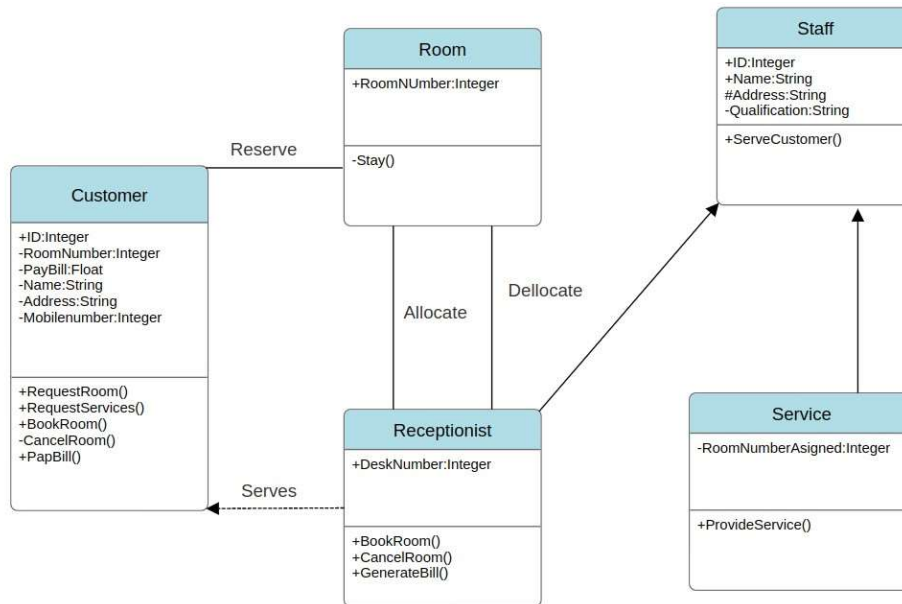 Staff
+ID:Integer
+Name:String
#Address:String
-Qualification:String
+ServeCustomer()
Room
+RoomNUmber:Integer
-Stay()
Reserve
Customer
+ID:Integer
-RoomNumber:Integer
-PayBill:Float
-Name:String
-Address:String
-Mobilenumber:Integer
+RequestRoom()
+RequestServices()
+BookRoom()
-CancelRoom()
+PapBill()
Allocate
Dellocate
Receptionist
+DeskNumber:Integer
+BookRoom()
+CancelRoom()
+GenerateBill()
Serves
Service
-RoomNumberAsigned:Integer
+ProvideService()